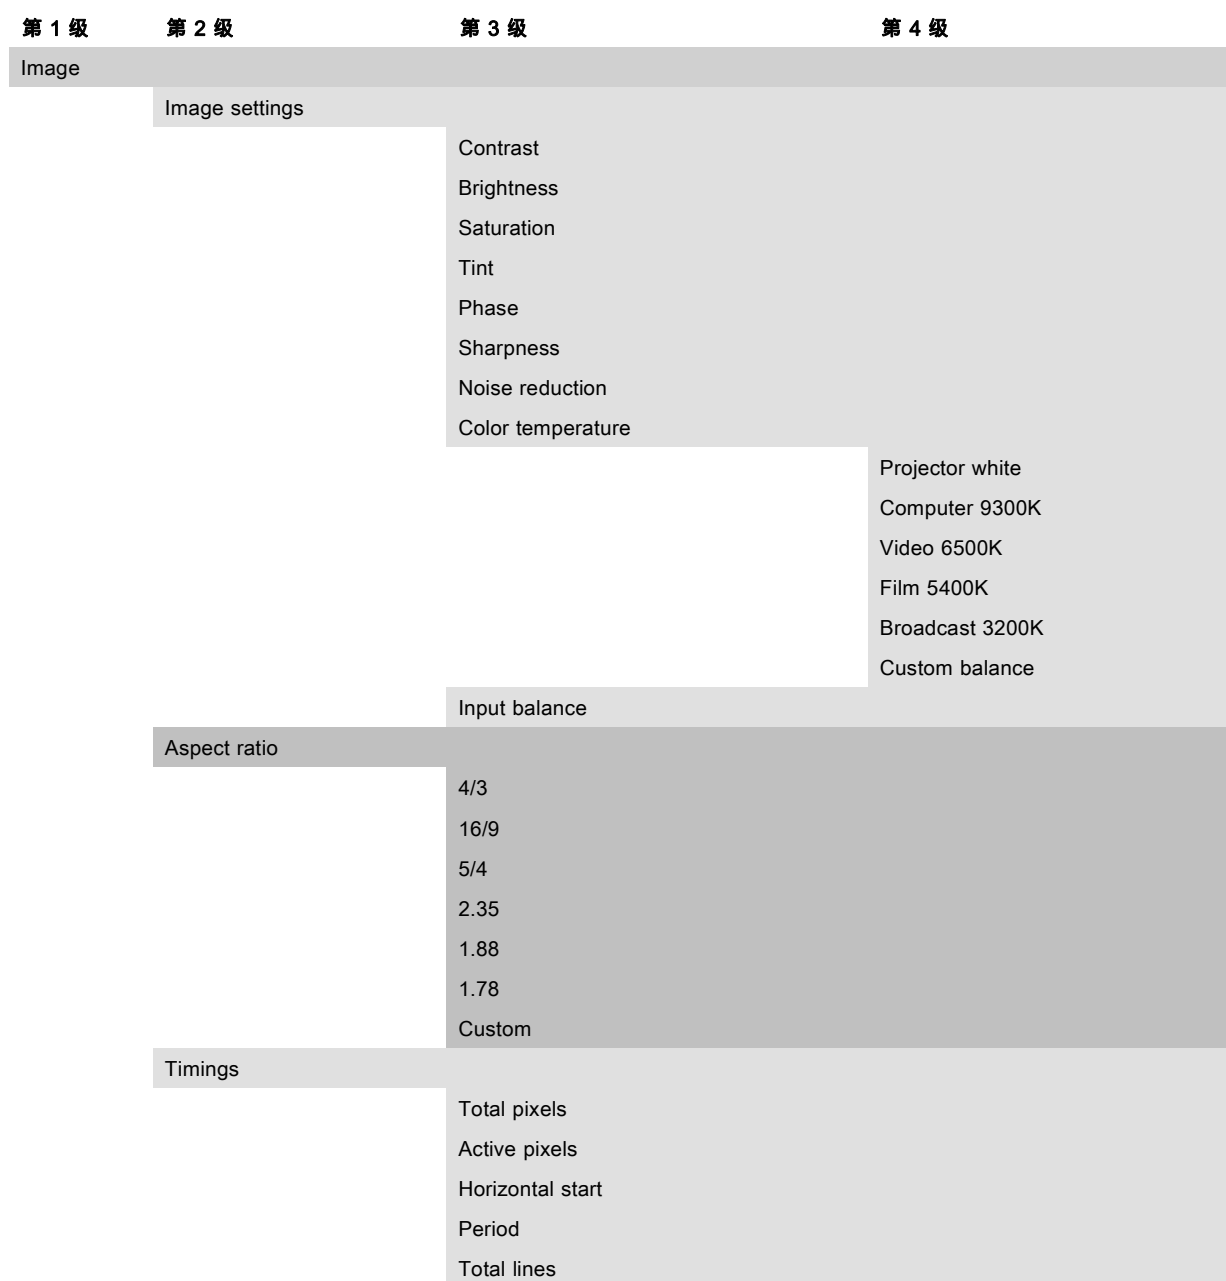 第 1 级 第 2 级 第 3 级 第 4 级
Image
Image settings
Contrast
Brightness
Saturation
Tint
Phase
Sharpness
Noise reduction
Color temperature
Projector white
Computer 9300K
Video 6500K
Film 5400K
Broadcast 3200K
Custom balance
Input balance
Aspect ratio
4/3
16/9
5/4
2.35
1.88
1.78
Custom
Timings
Total pixels
Active pixels
Horizontal start
Period
Total lines